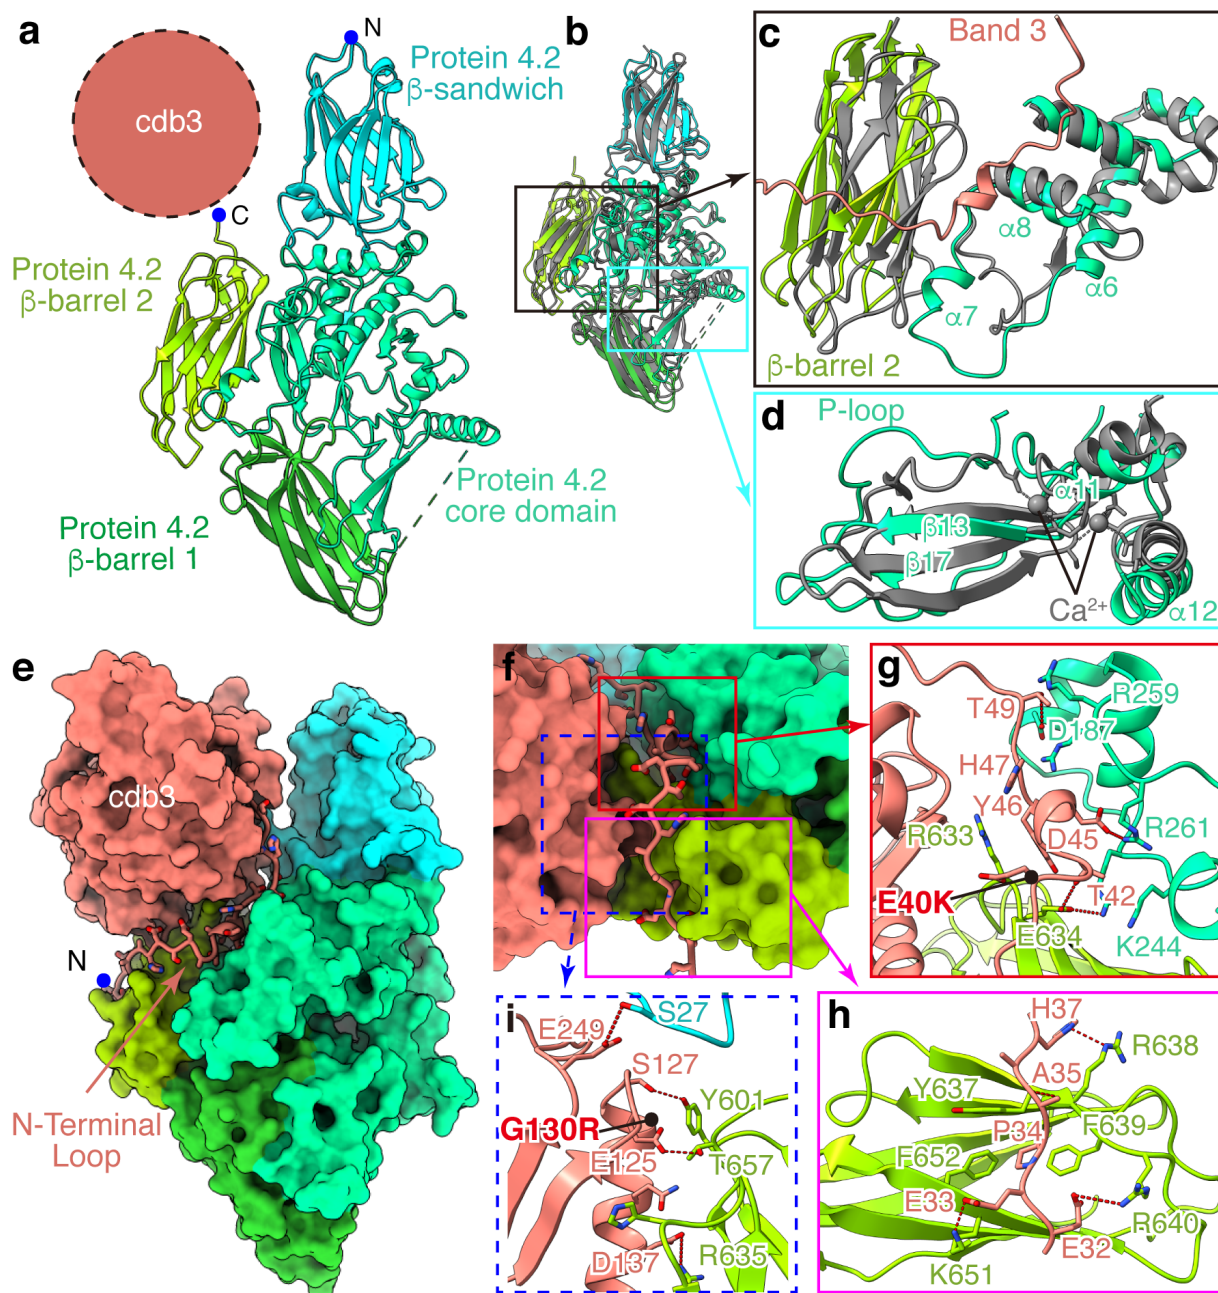 a
cdb3
N
Protein 4.2
β-sandwich
C
Protein 4.2
β-barrel 2
Protein 4.2
core domain
Protein 4.2
β-barrel 1
b
c
Band 3
α8
α6
α7
β-barrel 2
d
P-loop
α11
β13
β17
Ca²⁺
α12
e
cdb3
N
N-Terminal
Loop
f
g
R259
T49
D187
H47
Y46
R633
D45
R261
E40K
T42
E634
K244
h
H37
R638
A35
Y637
P34
F639
F652
E33
R640
E32
K651
i
S27
E249
S127
Y601
G130R
E125
T657
R635
D137